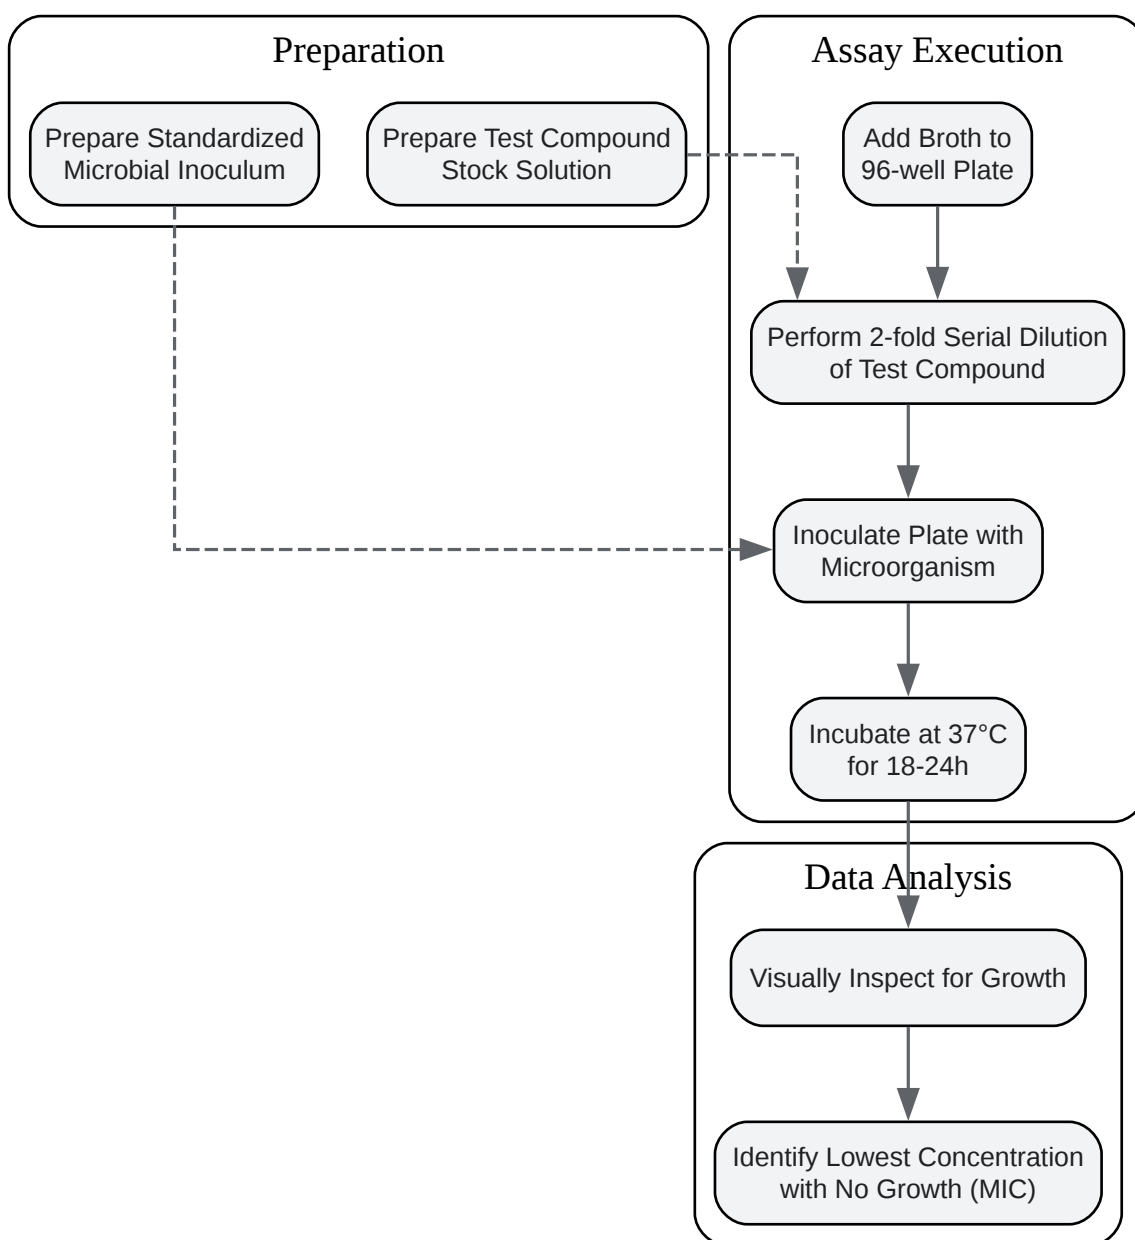 Preparation
Prepare Standardized
Microbial Inoculum
Prepare Test Compound
Stock Solution
Assay Execution
Add Broth to
96-well Plate
Perform 2-fold Serial Dilution
of Test Compound
Inoculate Plate with
Microorganism
Incubate at 37°C
for 18-24h
Data Analysis
Visually Inspect for Growth
Identify Lowest Concentration
with No Growth (MIC)